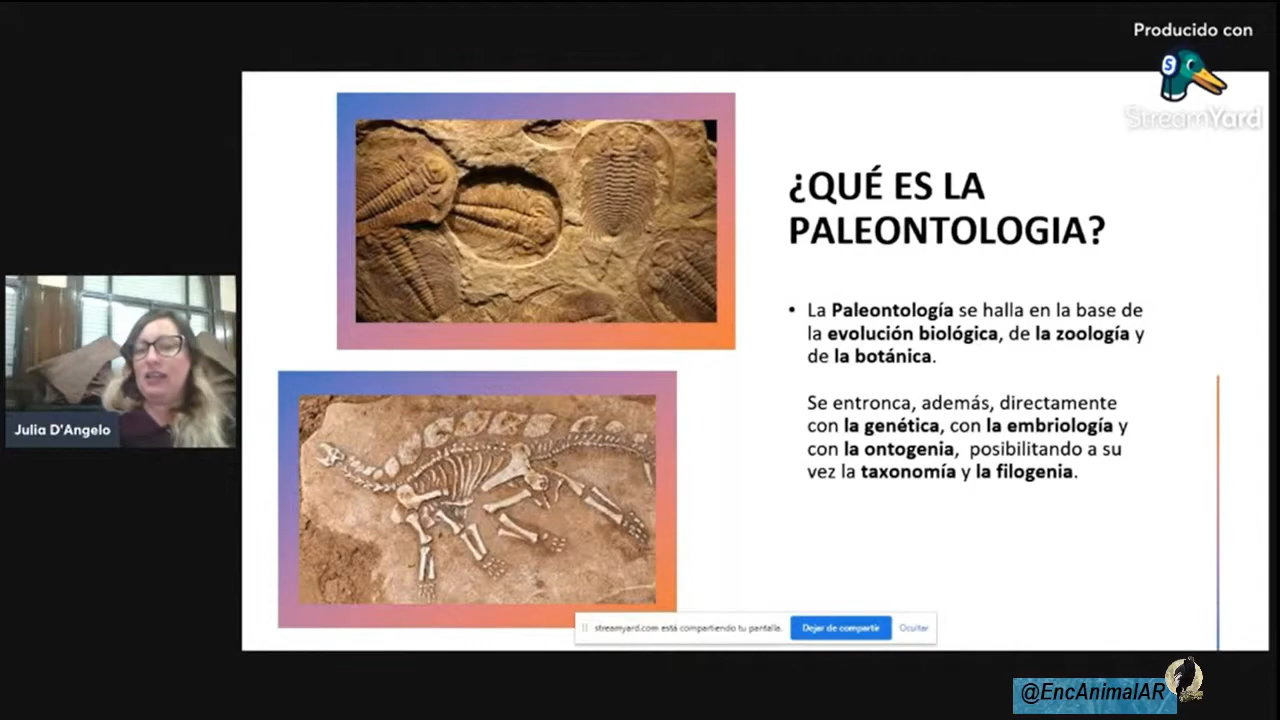 Producido con
StreamYard
¿QUÉ ES LA
PALEONTOLOGIA?
• La Paleontología se halla en la base de
la evolución biológica, de la zoología y
de la botánica.
Se entronca, además, directamente
con la genética, con la embriología y
con la ontogenia, posibilitando a su
vez la taxonomía y la filogenia.
Julia D'Angelo
streamyard.com está compartiendo tu pantalla.
Dejar de compartir
Ocultar
@EncAnimalAR